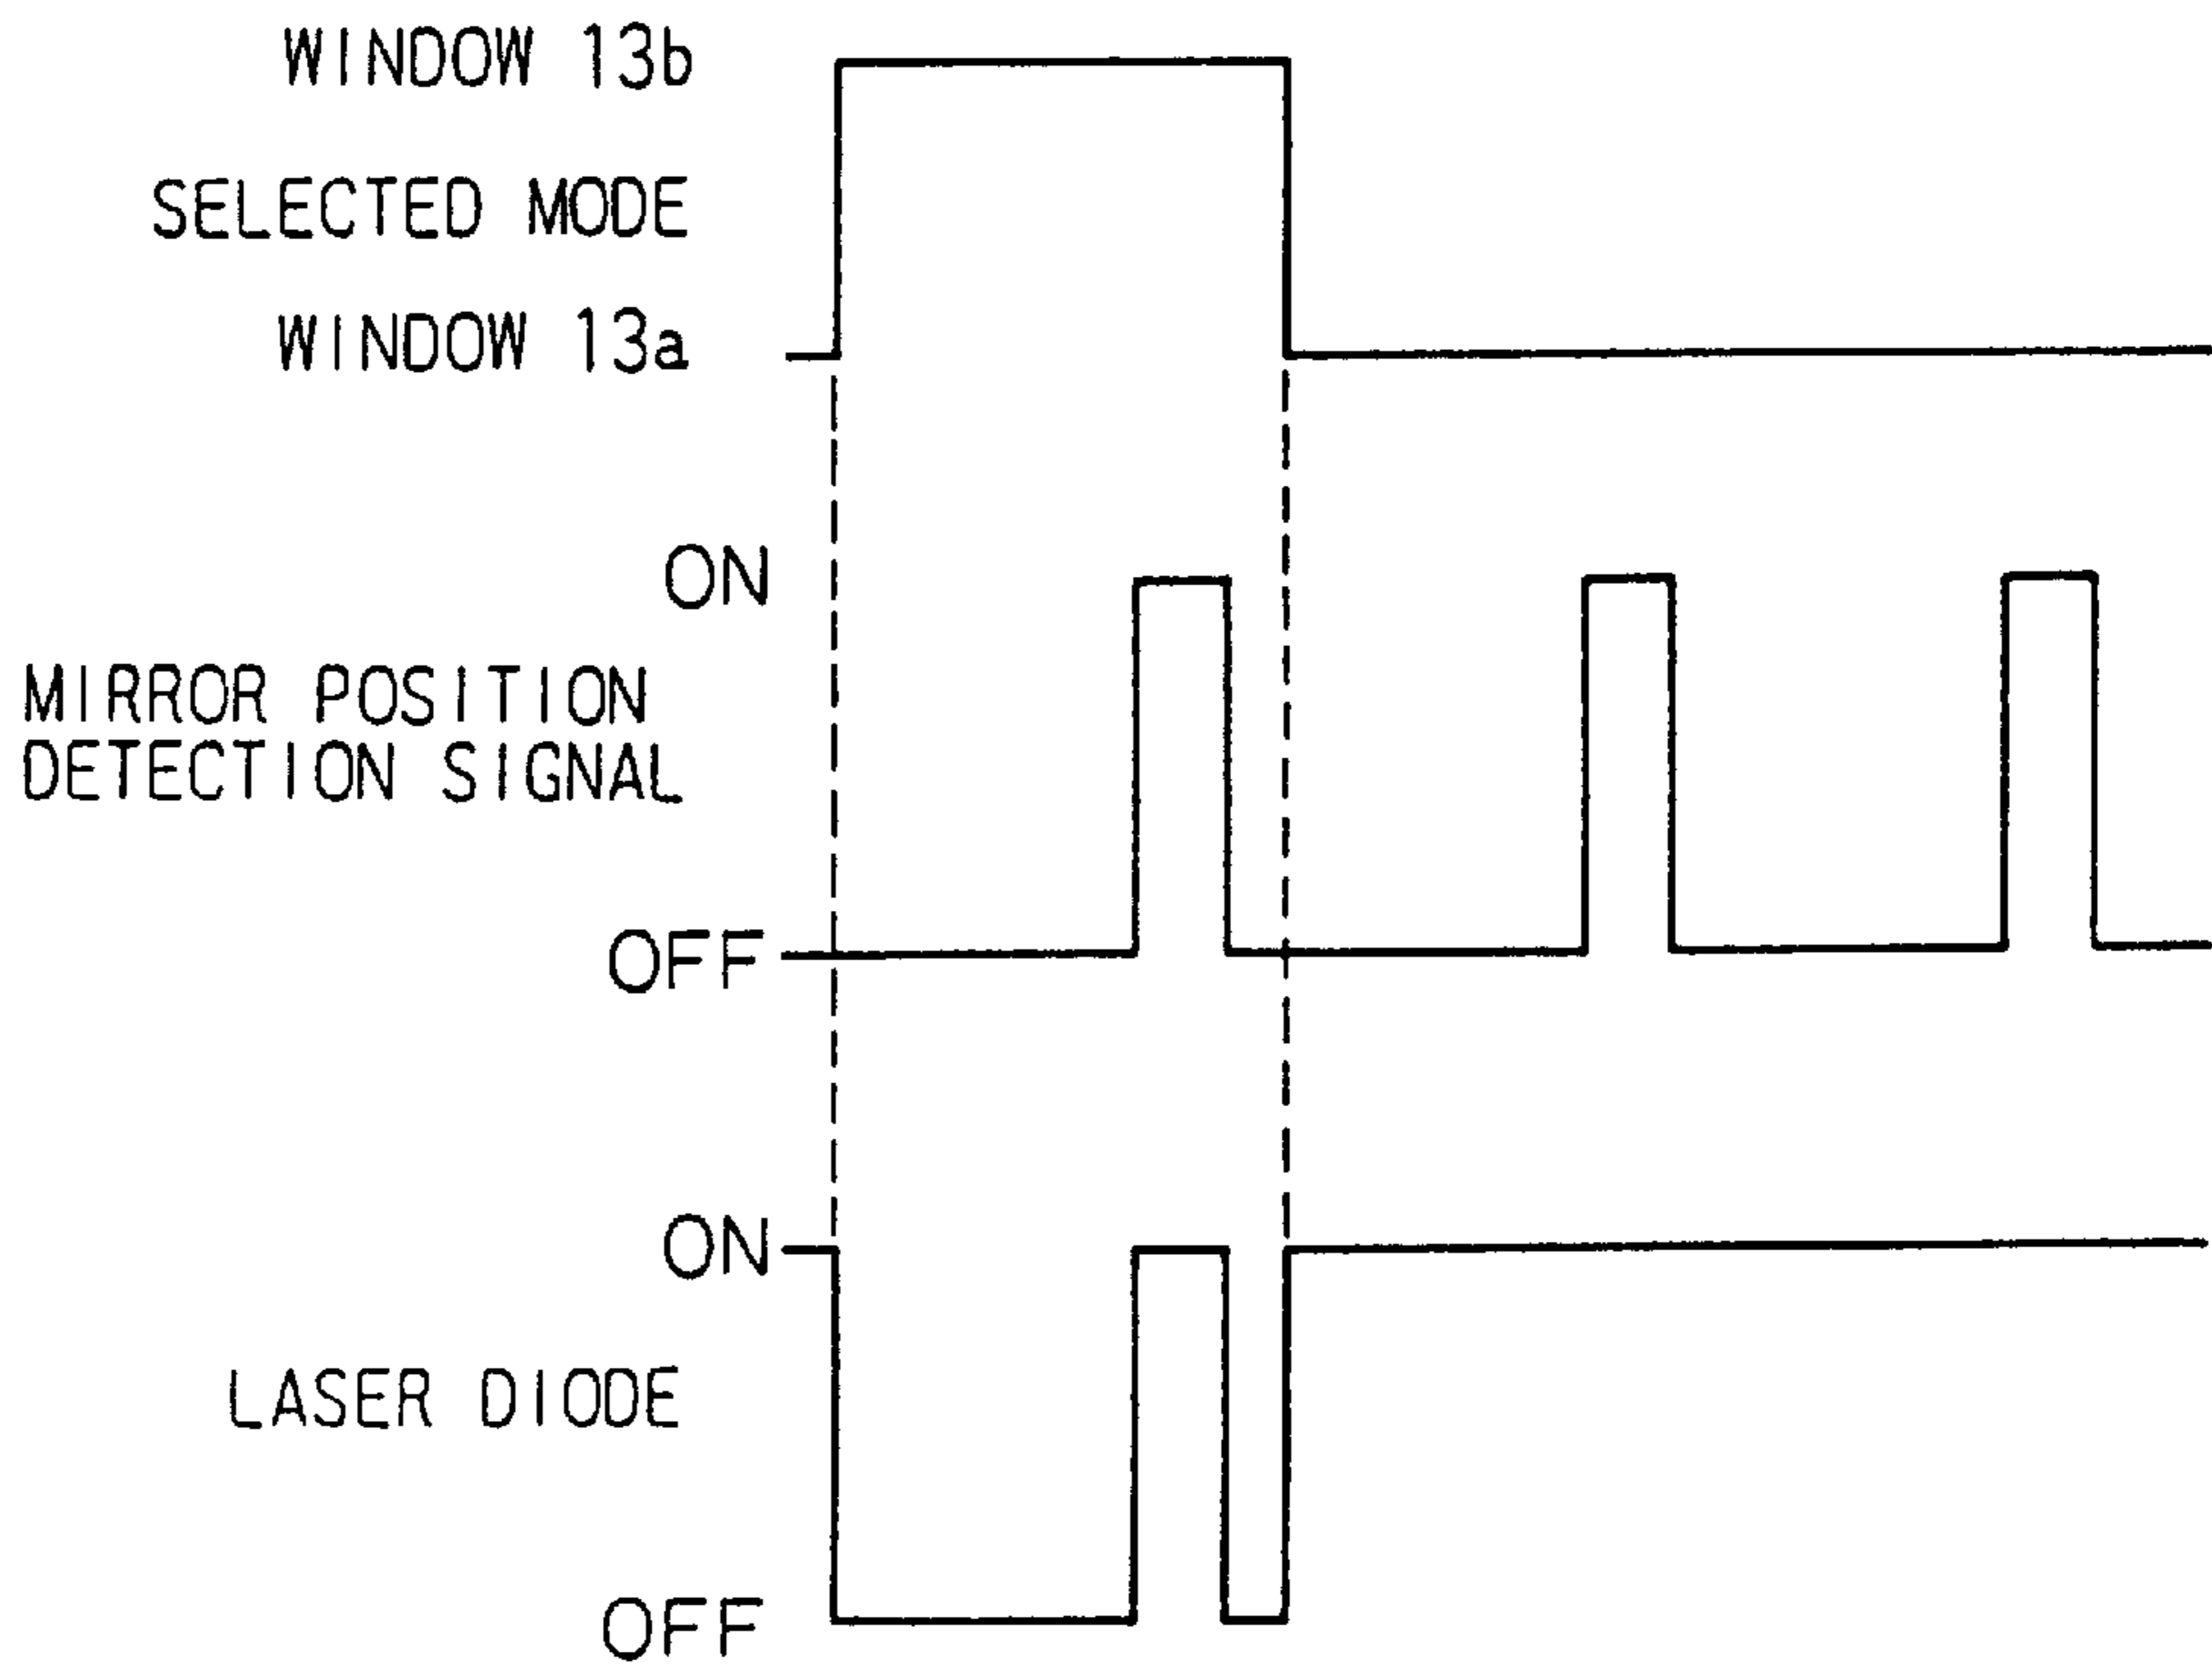 WINDOW 13b
SELECTED MODE
WINDOW 13a
ON
MIRROR POSITION
DETECTION SIGNAL
OFF
ON
LASER DIODE
OFF